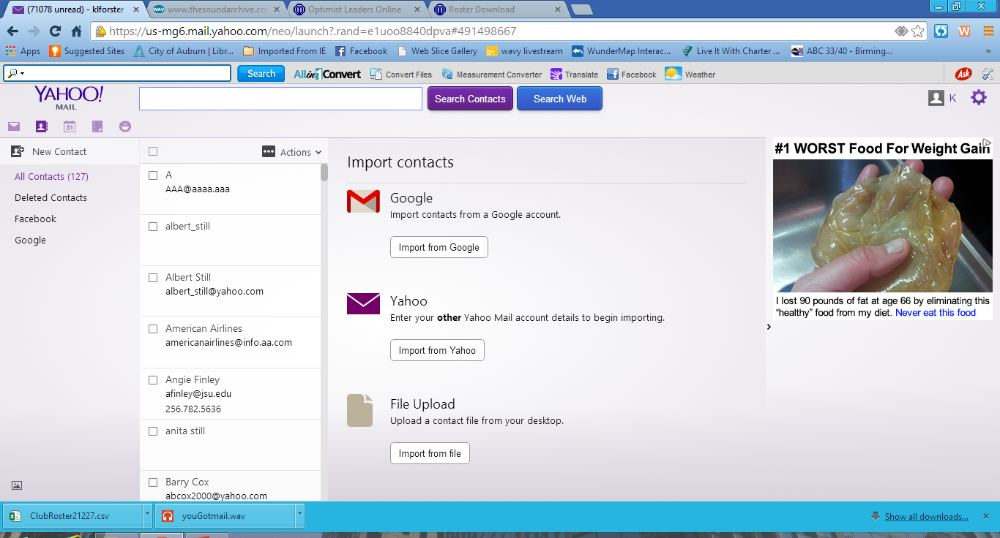 (71078 unread) - klforster
www.thesoundarchive.co
Optimist Leaders Online
Roster Download
https://us-mg6.mail.yahoo.com/neo/launch?.rand=e1uoo8840dpva#491498667
Apps
Suggested Sites
City of Auburn | Libr...
Imported From IE
Facebook
Web Slice Gallery
wavy livestream
WunderMap Interac...
Live It With Charter ...
ABC 33/40 - Birming...
»
Search
All in 1 Convert
Convert Files
Measurement Converter
Translate
Facebook
Weather
Ask
YAHOO!
MAIL
Search Contacts
Search Web
K
31
New Contact
All Contacts (127)
Deleted Contacts
Facebook
Google
Actions
A
AAA@aaaa.aaa
albert_still
Albert Still
albert_still@yahoo.com
American Airlines
americanairlines@info.aa.com
Angie Finley
afinley@jsu.edu
256.782.5636
anita still
Barry Cox
abcox2000@yahoo.com
Import contacts
Google
Import contacts from a Google account.
Import from Google
Yahoo
Enter your other Yahoo Mail account details to begin importing.
Import from Yahoo
File Upload
Upload a contact file from your desktop.
Import from file
#1 WORST Food For Weight Gain
I lost 90 pounds of fat at age 66 by eliminating this
“healthy” food from my diet. Never eat this food
ClubRoster21227.csv
youGotmail.wav
Show all downloads...